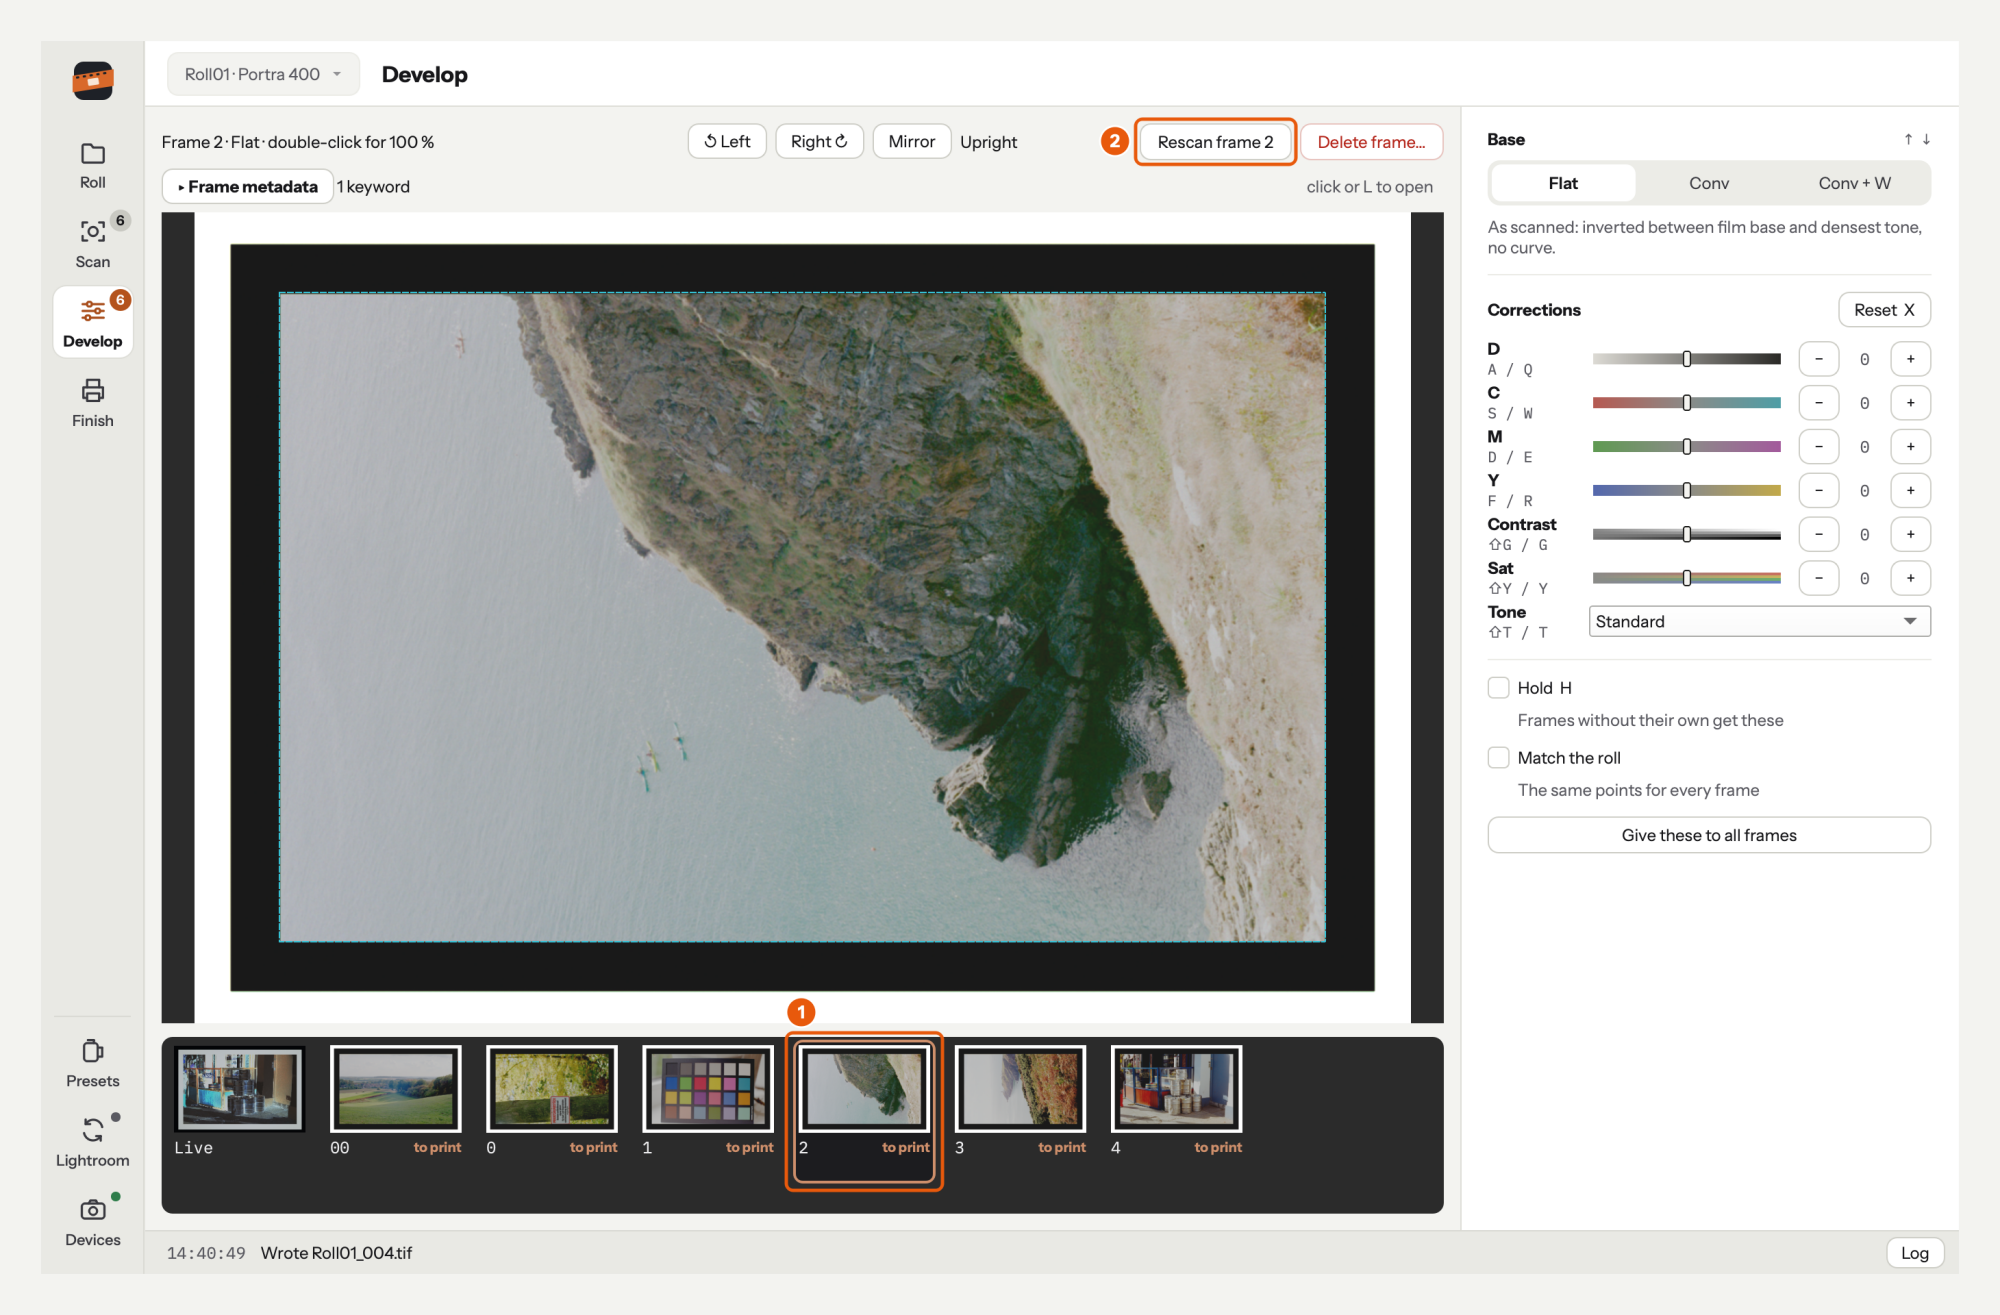 Roll01 · Portra 400
Develop
Roll
6
Scan
6
Develop
Finish
Presets
Lightroom
Devices
Frame 2 · Flat · double-click for 100 %
Left
Right
Mirror
Upright
2
Rescan frame 2
Delete frame...
Frame metadata
1 keyword
click or L to open
1
Live
00 to print
0 to print
1 to print
2 to print
3 to print
4 to print
Base
↑ ↓
Flat
Conv
Conv + W
As scanned: inverted between film base and densest tone,
no curve.
Corrections
Reset X
D
A / Q
− 0 +
C
S / W
− 0 +
M
D / E
− 0 +
Y
F / R
− 0 +
Contrast
⇧G / G
− 0 +
Sat
⇧Y / Y
− 0 +
Tone
⇧T / T
Standard
Hold H
Frames without their own get these
Match the roll
The same points for every frame
Give these to all frames
14:40:49 Wrote Roll01_004.tif
Log